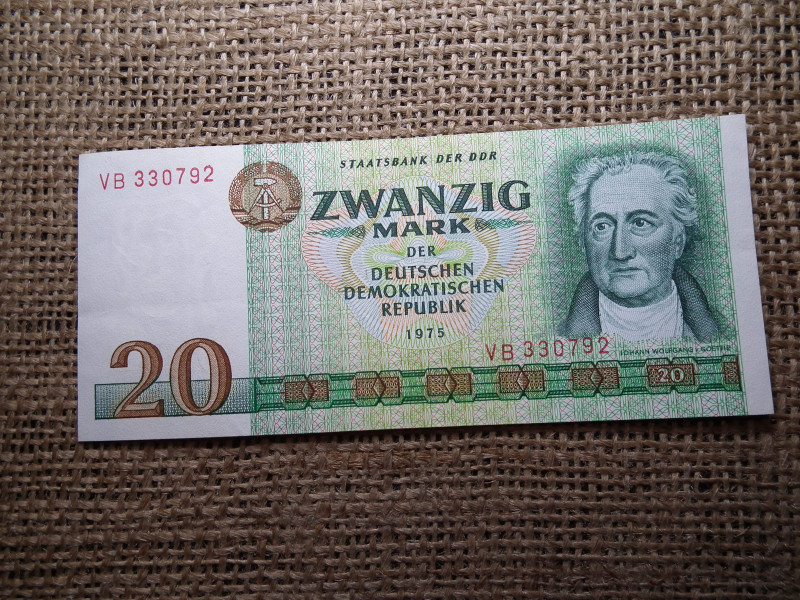 VB 330792
STAATSBANK DER DDR
ZWANZIG
MARK
DER
DEUTSCHEN
DEMOKRATISCHEN
REPUBLIK
1975
VB 330792
JOHANN WOLFGANG v. GOETHE
20
20